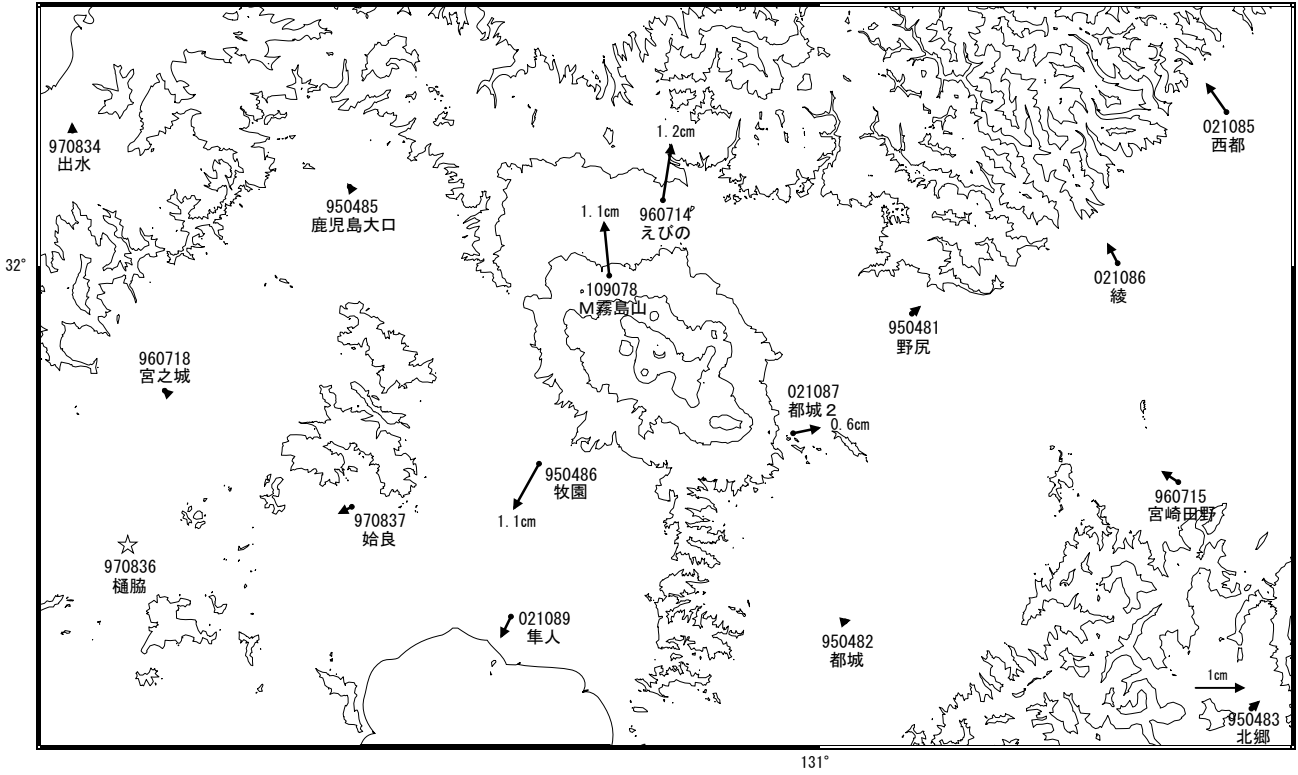 021085
西都
1.2cm
970834
出水
950485
鹿児島大口
1.1cm
960714
えびの
32°
021086
綾
109078
M霧島山
950481
野尻
960718
宮之城
021087
都城2
0.6cm
950486
牧園
1.1cm
960715
宮崎田野
970837
姶良
970836
樋脇
021089
隼人
950482
都城
1cm
950483
北郷
131°